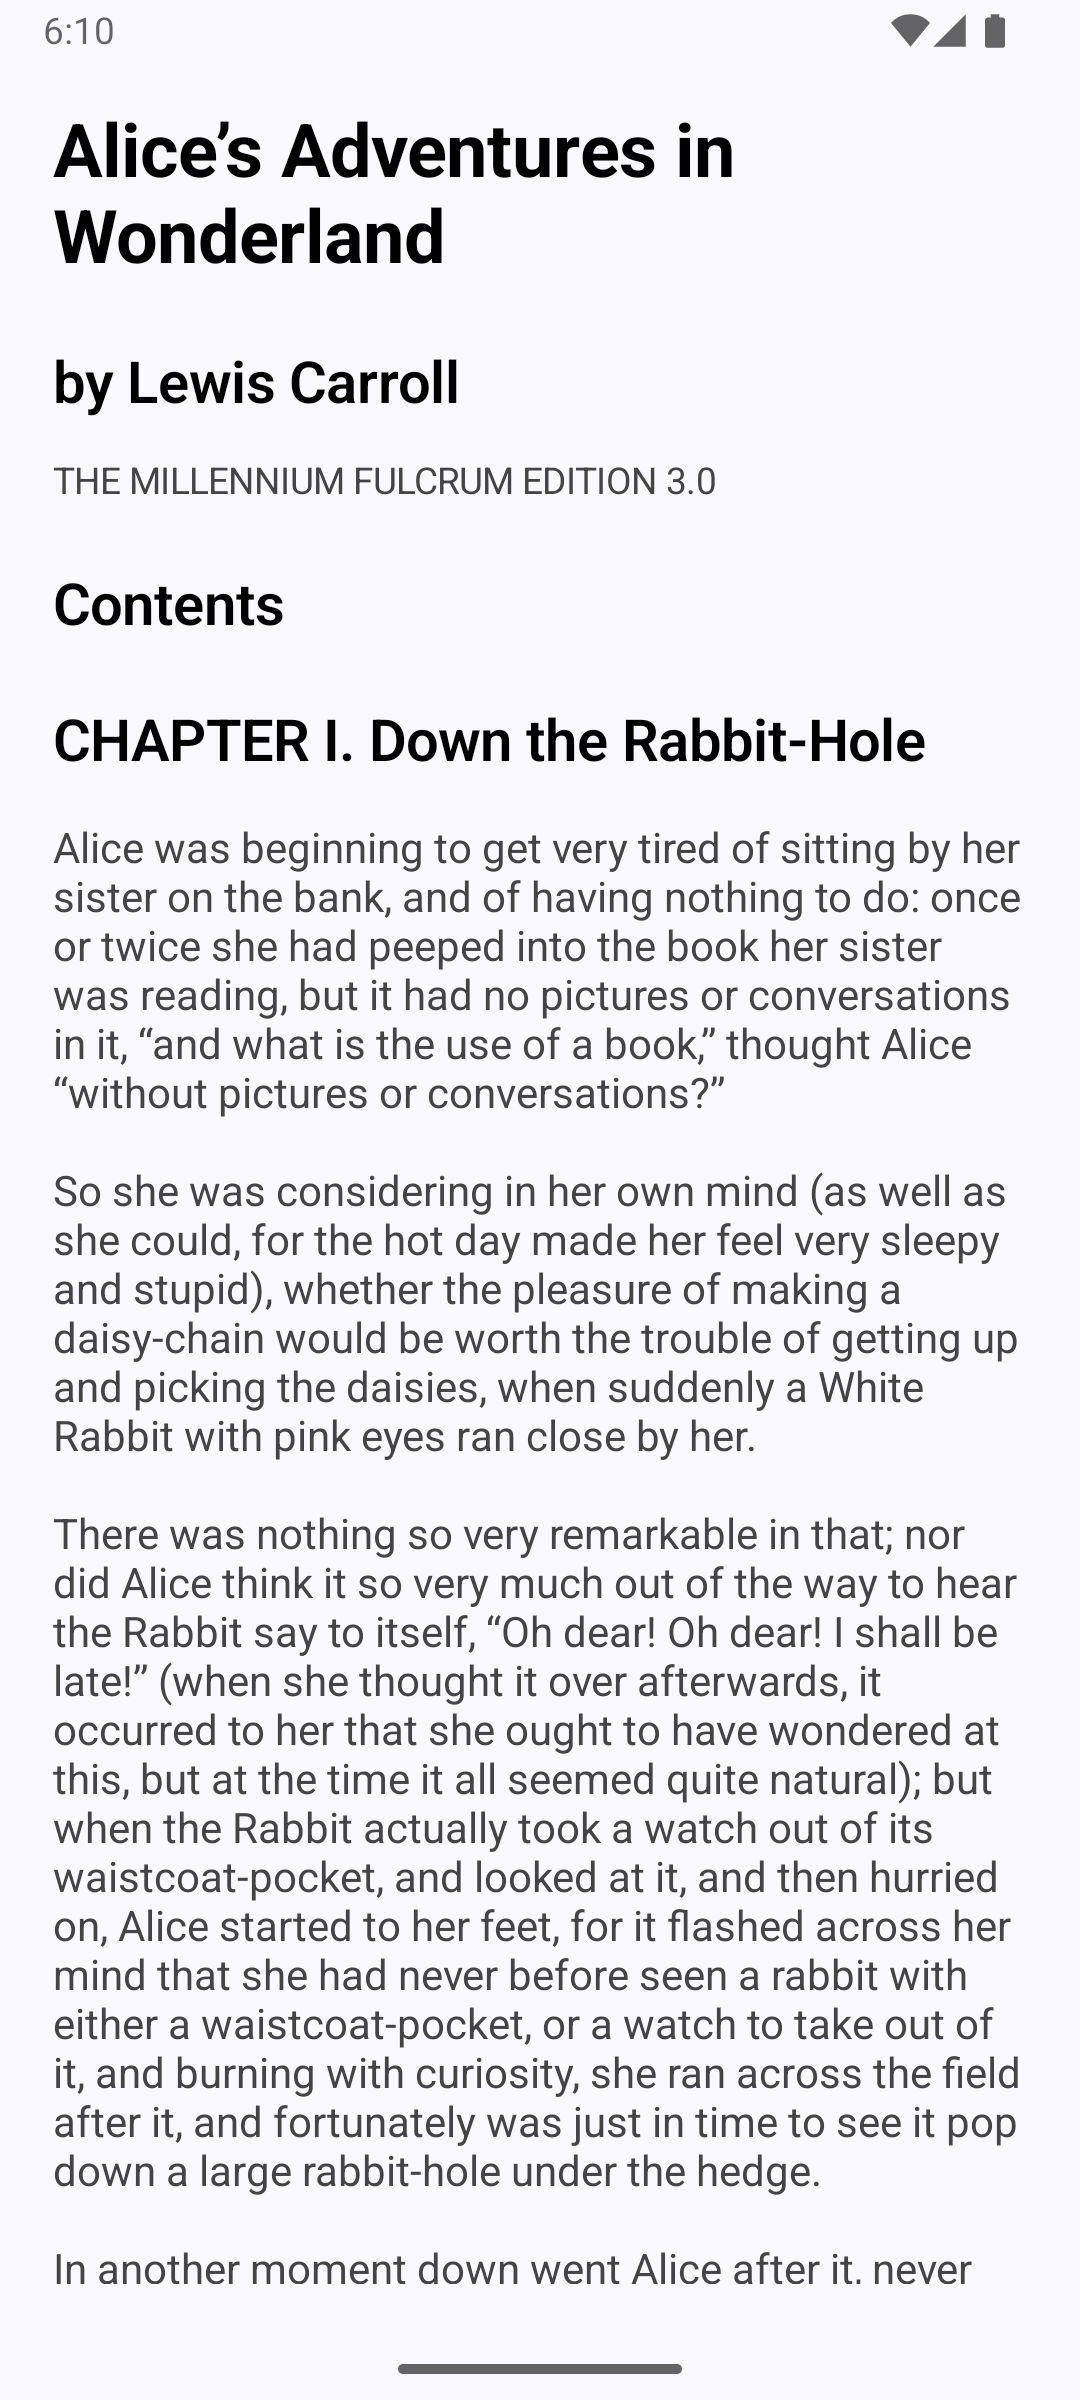 6:10
Alice’s Adventures in
Wonderland
by Lewis Carroll
THE MILLENNIUM FULCRUM EDITION 3.0
Contents
CHAPTER I. Down the Rabbit-Hole
Alice was beginning to get very tired of sitting by her
sister on the bank, and of having nothing to do: once
or twice she had peeped into the book her sister
was reading, but it had no pictures or conversations
in it, “and what is the use of a book,” thought Alice
“without pictures or conversations?”
So she was considering in her own mind (as well as
she could, for the hot day made her feel very sleepy
and stupid), whether the pleasure of making a
daisy-chain would be worth the trouble of getting up
and picking the daisies, when suddenly a White
Rabbit with pink eyes ran close by her.
There was nothing so very remarkable in that; nor
did Alice think it so very much out of the way to hear
the Rabbit say to itself, “Oh dear! Oh dear! I shall be
late!” (when she thought it over afterwards, it
occurred to her that she ought to have wondered at
this, but at the time it all seemed quite natural); but
when the Rabbit actually took a watch out of its
waistcoat-pocket, and looked at it, and then hurried
on, Alice started to her feet, for it flashed across her
mind that she had never before seen a rabbit with
either a waistcoat-pocket, or a watch to take out of
it, and burning with curiosity, she ran across the field
after it, and fortunately was just in time to see it pop
down a large rabbit-hole under the hedge.
In another moment down went Alice after it, never